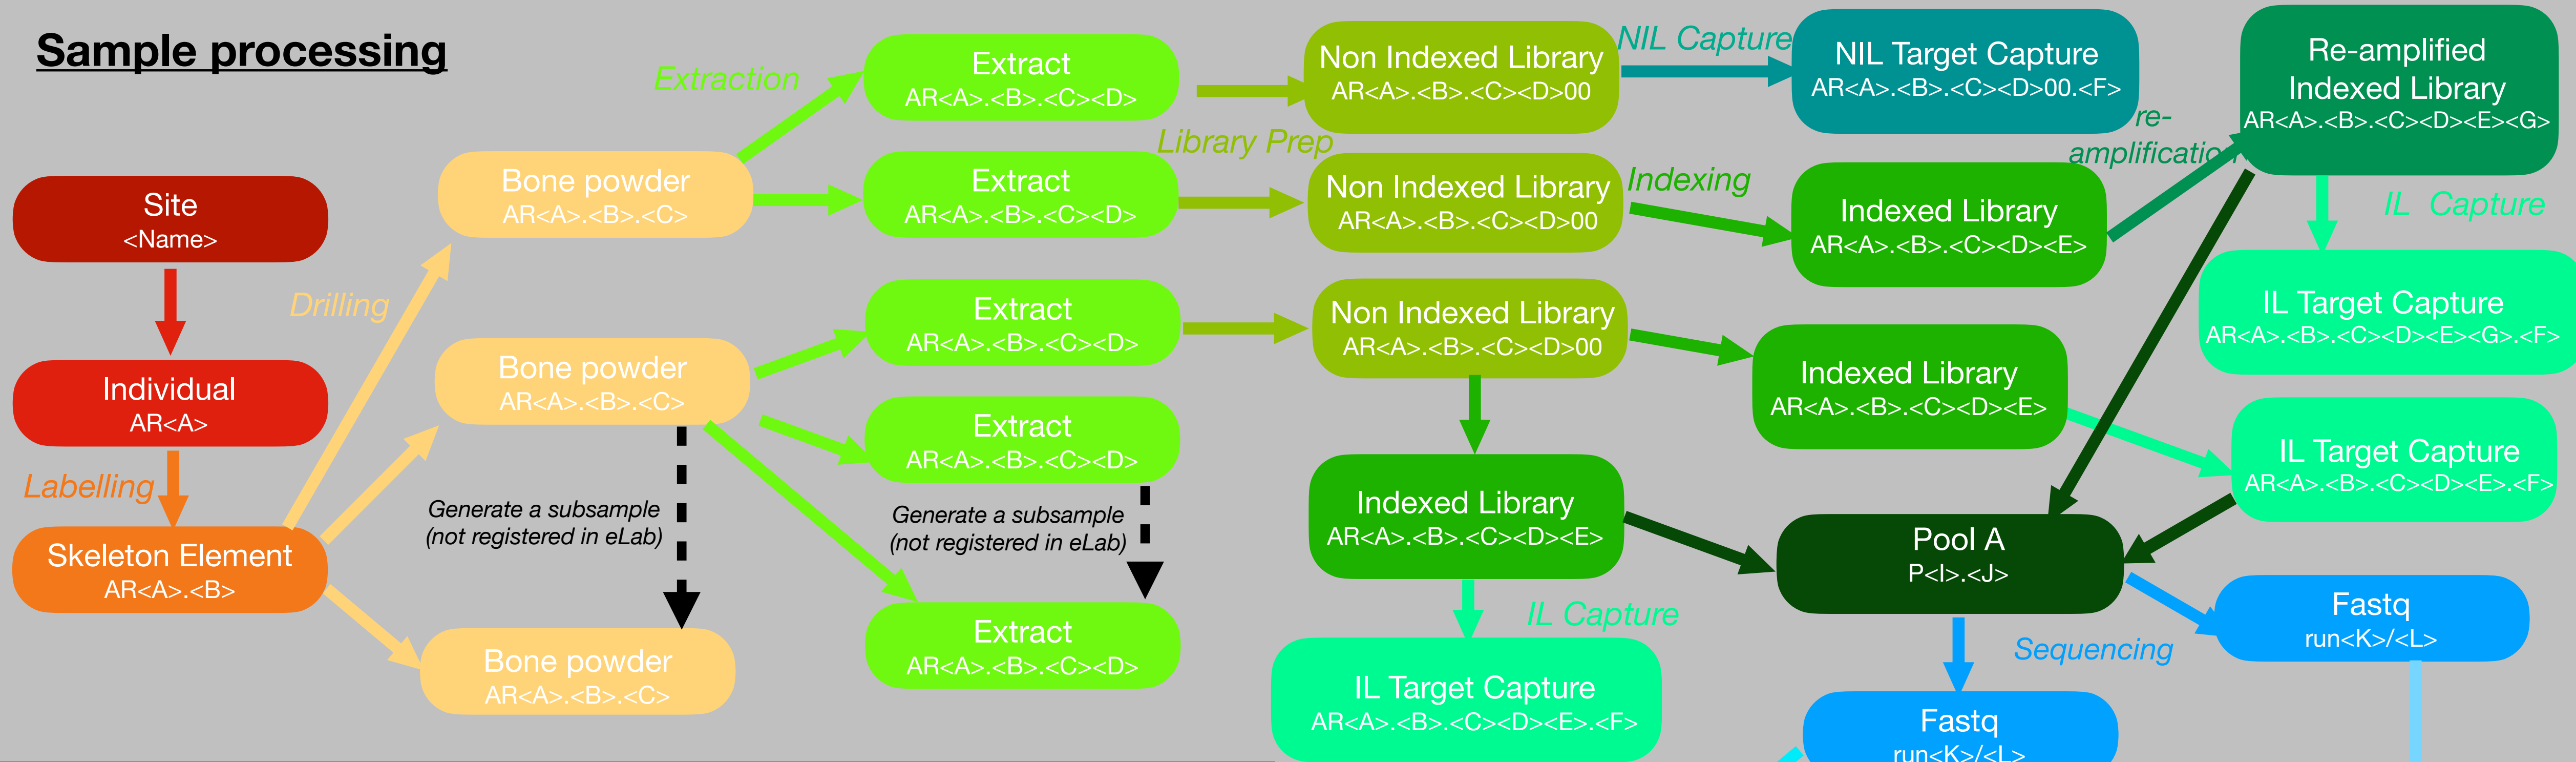 Sample processing
Site
<Name>
Individual
AR<A>
Labelling
Skeleton Element
AR<A>.<B>
Drilling
Bone powder
AR<A>.<B>.<C>
Bone powder
AR<A>.<B>.<C>
Generate a subsample
(not registered in eLab)
Bone powder
AR<A>.<B>.<C>
Extraction
Extract
AR<A>.<B>.<C><D>
Extract
AR<A>.<B>.<C><D>
Extract
AR<A>.<B>.<C><D>
Extract
AR<A>.<B>.<C><D>
Generate a subsample
(not registered in eLab)
Extract
AR<A>.<B>.<C><D>
Library Prep
Non Indexed Library
AR<A>.<B>.<C><D>00
Non Indexed Library
AR<A>.<B>.<C><D>00
Non Indexed Library
AR<A>.<B>.<C><D>00
Indexed Library
AR<A>.<B>.<C><D><E>
IL Capture
IL Target Capture
AR<A>.<B>.<C><D><E>.<F>
NIL Capture
NIL Target Capture
AR<A>.<B>.<C><D>00.<F>
Indexing
Indexed Library
AR<A>.<B>.<C><D><E>
Indexed Library
AR<A>.<B>.<C><D><E>
re-
amplification
Re-amplified
Indexed Library
AR<A>.<B>.<C><D><E><G>
IL Capture
IL Target Capture
AR<A>.<B>.<C><D><E><G>.<F>
IL Target Capture
AR<A>.<B>.<C><D><E>.<F>
Pool A
P<I>.<J>
Sequencing
Fastq
run<K>/<L>
Fastq
run<K>/<L>